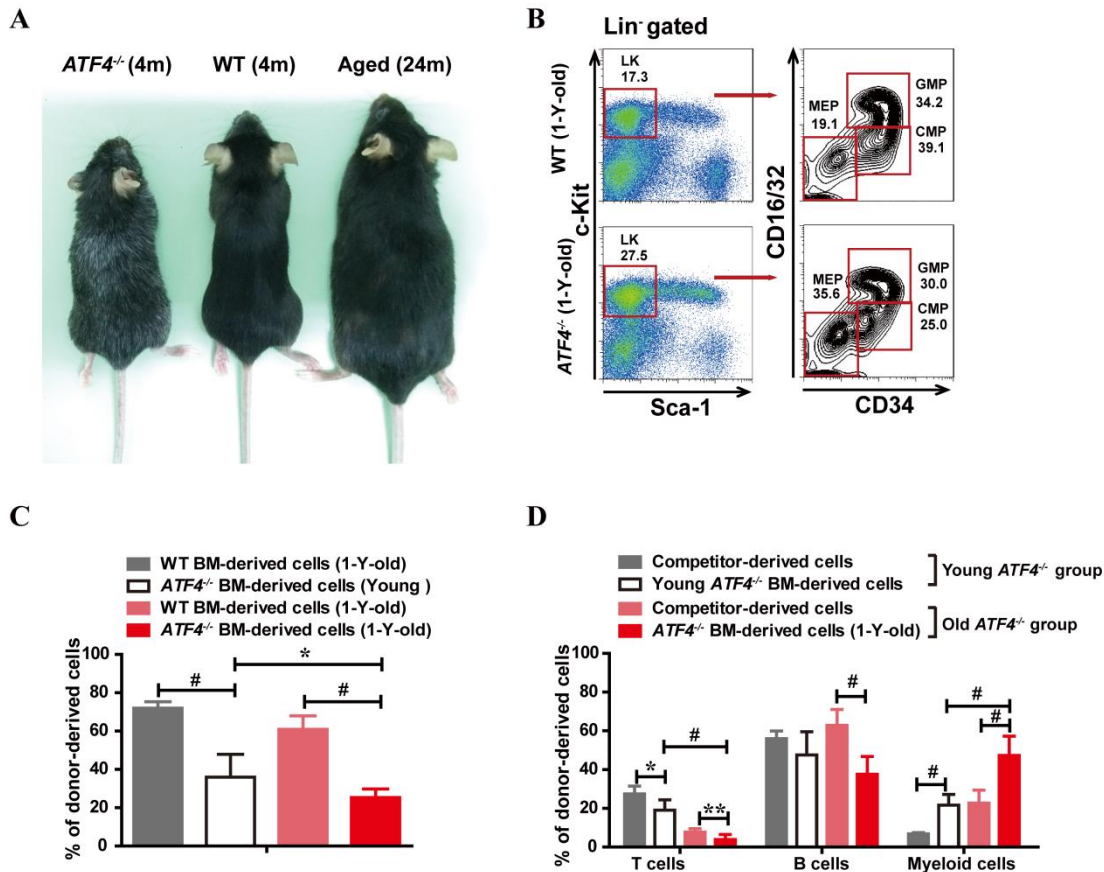 A
ATF4-/- (4m) WT (4m) Aged (24m)
B
Lin- gated
WT (1-Y-old)
LK
17.3
MEP
19.1
GMP
34.2
CMP
39.1
c-Kit
CD16/32
ATF4-/- (1-Y-old)
LK
27.5
MEP
35.6
GMP
30.0
CMP
25.0
Sca-1
CD34
C
WT BM-derived cells (1-Y-old)
ATF4-/- BM-derived cells (Young )
WT BM-derived cells (1-Y-old)
ATF4-/- BM-derived cells (1-Y-old)
% of donor-derived cells
100
80
60
40
20
0
#
*
#
D
Competitor-derived cells
Young ATF4-/- BM-derived cells
Young ATF4-/- group
Competitor-derived cells
ATF4-/- BM-derived cells (1-Y-old)
Old ATF4-/- group
% of donor-derived cells
100
80
60
40
20
0
*
#
**
#
#
#
#
T cells B cells Myeloid cells